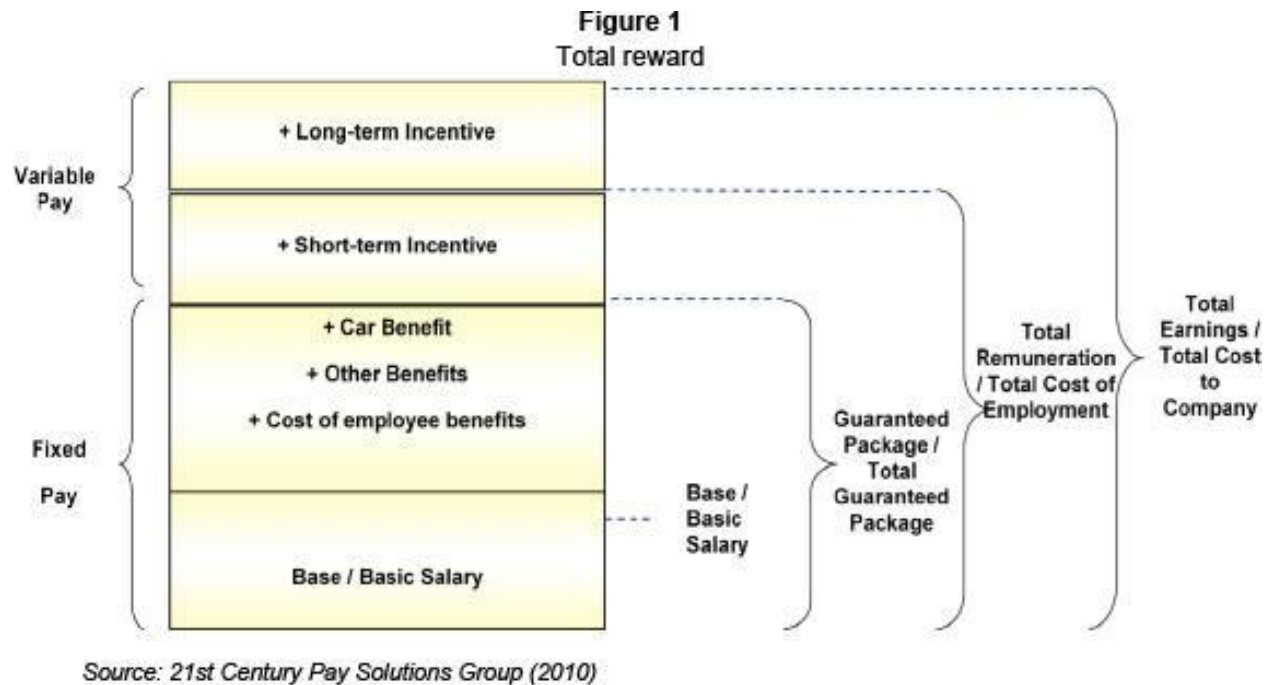 Figure 1
Total reward
+ Long-term Incentive
Variable
Pay
+ Short-term Incentive
+ Car Benefit
+ Other Benefits
+ Cost of employee benefits
Fixed
Pay
Base / Basic Salary
Base /
Basic
Salary
Guaranteed
Package /
Total
Guaranteed
Package
Total
Remuneration
/ Total Cost of
Employment
Total
Earnings /
Total Cost
to
Company
Source: 21st Century Pay Solutions Group (2010)